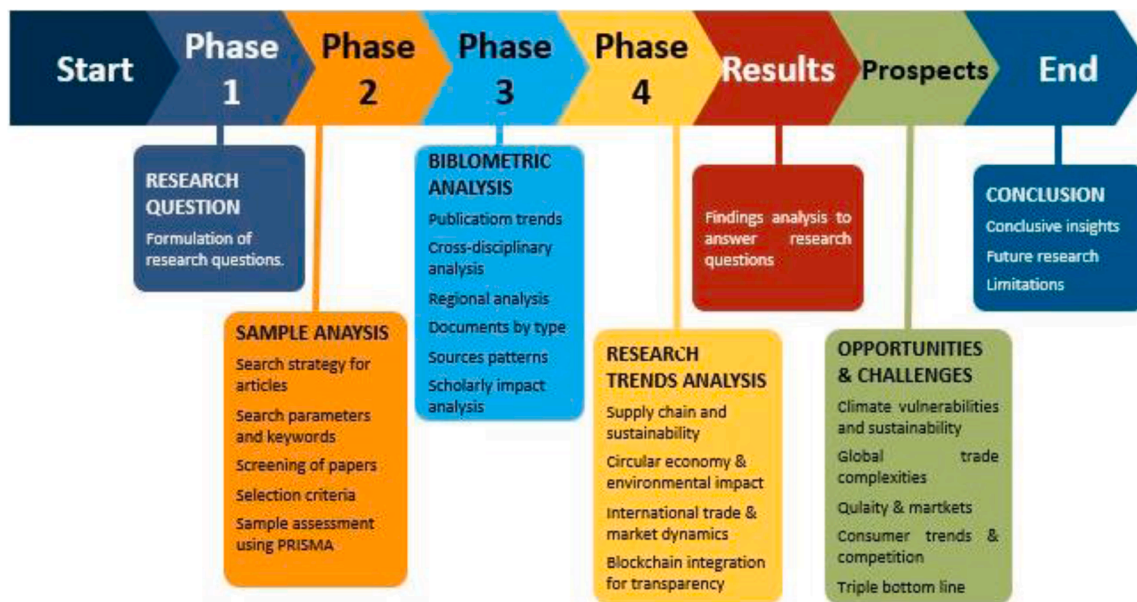 Start
Phase
1
Phase
2
Phase
3
Phase
4
Results
Prospects
End
RESEARCH
QUESTION
Formulation of
research questions.
SAMPLE ANAYSIS
Search strategy for
articles
Search parameters
and keywords
Screening of papers
Selection criteria
Sample assessment
using PRISMA
BIBLOMETRIC
ANALYSIS
Publicatiom trends
Cross-disciplinary
analysis
Regional analysis
Documents by type
Sources patterns
Scholarly impact
analysis
RESEARCH
TRENDS ANALYSIS
Supply chain and
sustainability
Circular economy &
environmental impact
International trade &
market dynamics
Blockchain integration
for transparency
Findings analysis to
answer research
questions
OPPORTUNITIES
& CHALLENGES
Climate vulnerabilities
and sustainability
Global trade
complexities
Qulaity & martkets
Consumer trends &
competition
Triple bottom line
CONCLUSION
Conclusive insights
Future research
Limitations